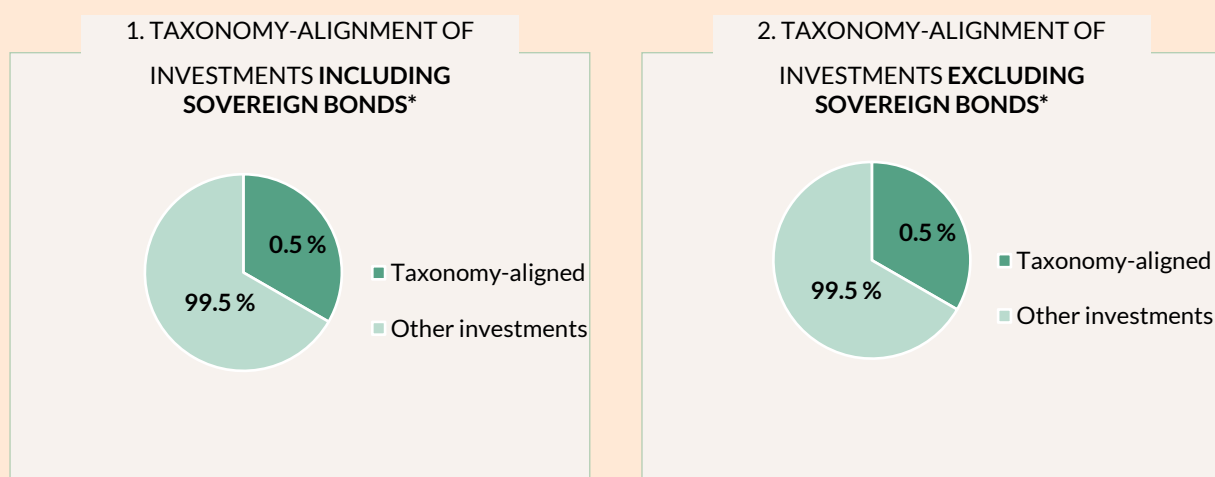 1. TAXONOMY-ALIGNMENT OF
INVESTMENTS INCLUDING
SOVEREIGN BONDS*
0.5 %
99.5 %
Taxonomy-aligned
Other investments
2. TAXONOMY-ALIGNMENT OF
INVESTMENTS EXCLUDING
SOVEREIGN BONDS*
0.5 %
99.5 %
Taxonomy-aligned
Other investments